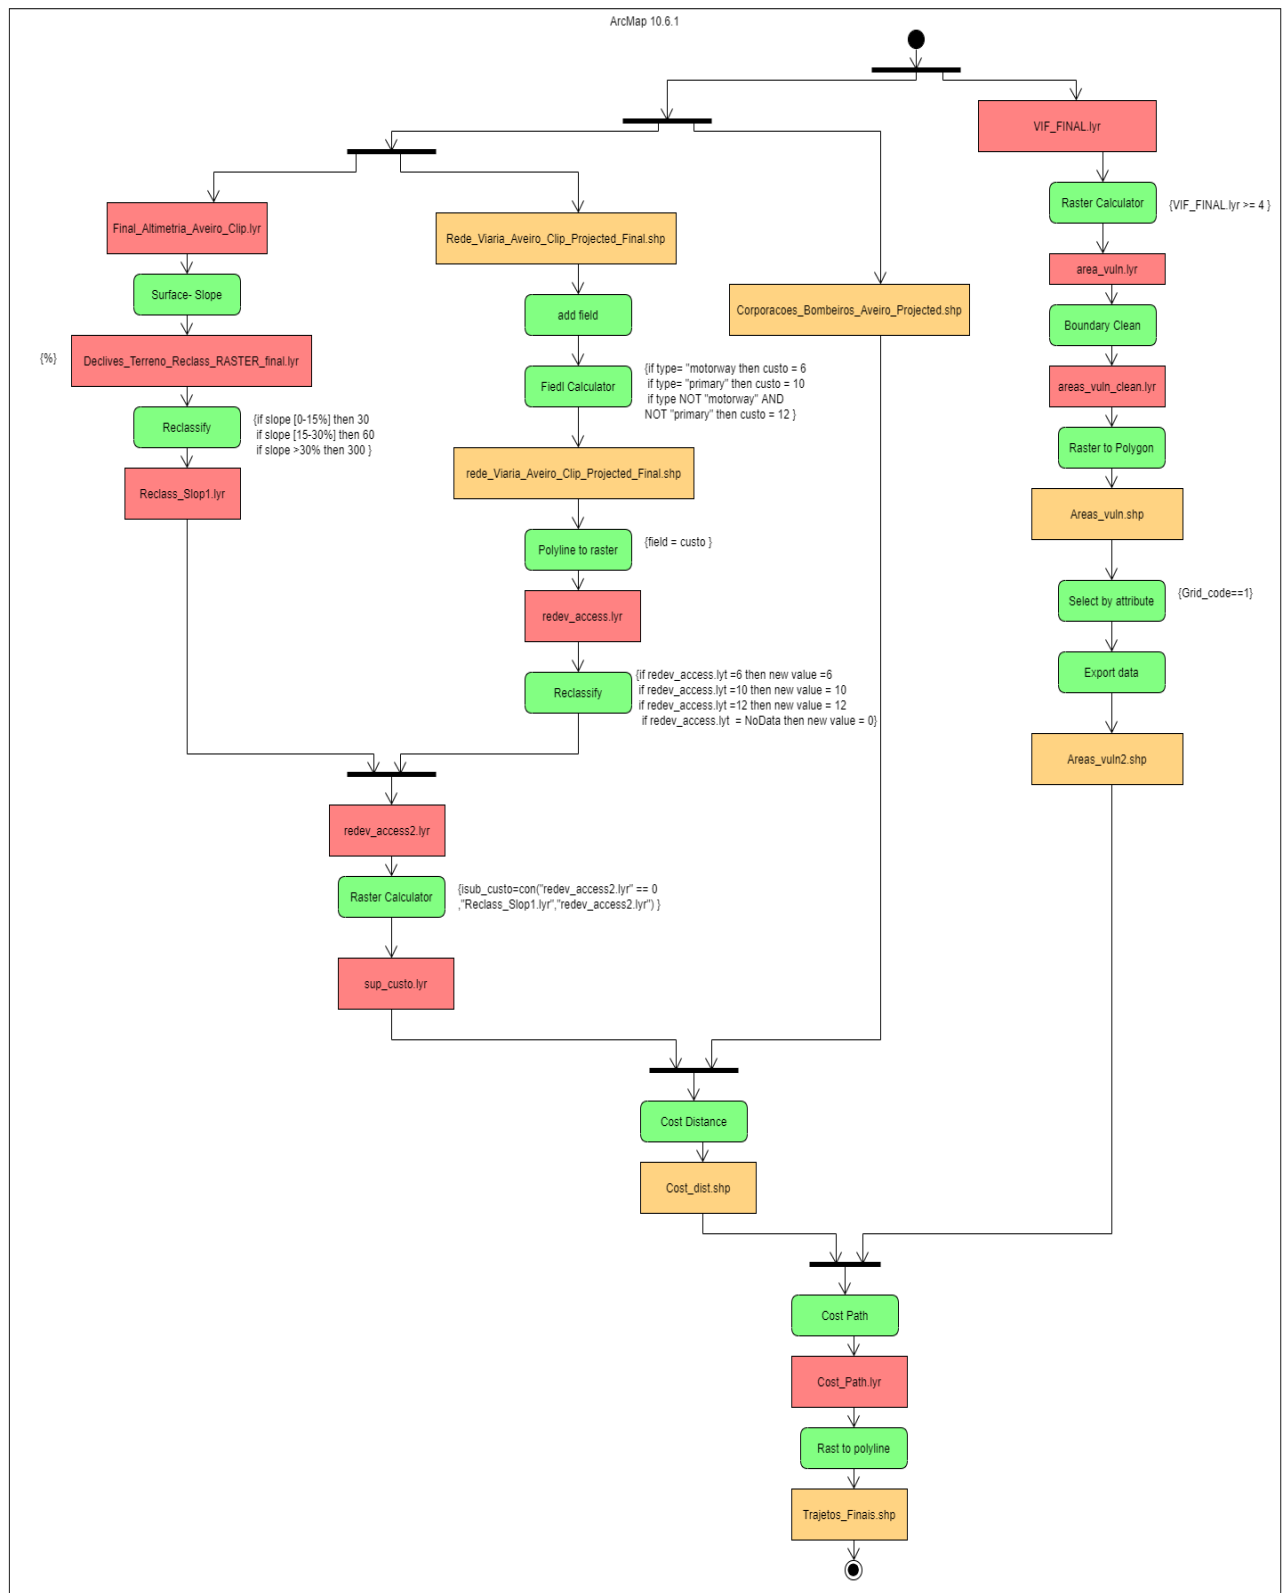 ArcMap 10.6.1
VIF_FINAL.lyr
Raster Calculator
{VIF_FINAL.lyr >= 4 }
Final_Altimetria_Aveiro_Clip.lyr
Rede_Viaria_Aveiro_Clip_Projected_Final.shp
area_vuln.lyr
Surface- Slope
Corporacoes_Bombeiros_Aveiro_Projected.shp
add field
Boundary Clean
{%}
Declives_Terreno_Reclass_RASTER_final.lyr
Fiedl Calculator
{if type= "motorway then custo = 6
if type= "primary" then custo = 10
if type NOT "motorway" AND
NOT "primary" then custo = 12 }
areas_vuln_clean.lyr
Reclassify
{if slope [0-15%] then 30
if slope [15-30%] then 60
if slope >30% then 300 }
Raster to Polygon
rede_Viaria_Aveiro_Clip_Projected_Final.shp
Reclass_Slop1.lyr
Areas_vuln.shp
Polyline to raster
{field = custo }
Select by attribute
{Grid_code==1}
redev_access.lyr
Export data
Reclassify
{if redev_access.lyt =6 then new value =6
if redev_access.lyt =10 then new value = 10
if redev_access.lyt =12 then new value = 12
if redev_access.lyt  = NoData then new value = 0}
Areas_vuln2.shp
redev_access2.lyr
Raster Calculator
{isub_custo=con("redev_access2.lyr" == 0
,"Reclass_Slop1.lyr","redev_access2.lyr") }
sup_custo.lyr
Cost Distance
Cost_dist.shp
Cost Path
Cost_Path.lyr
Rast to polyline
Trajetos_Finais.shp